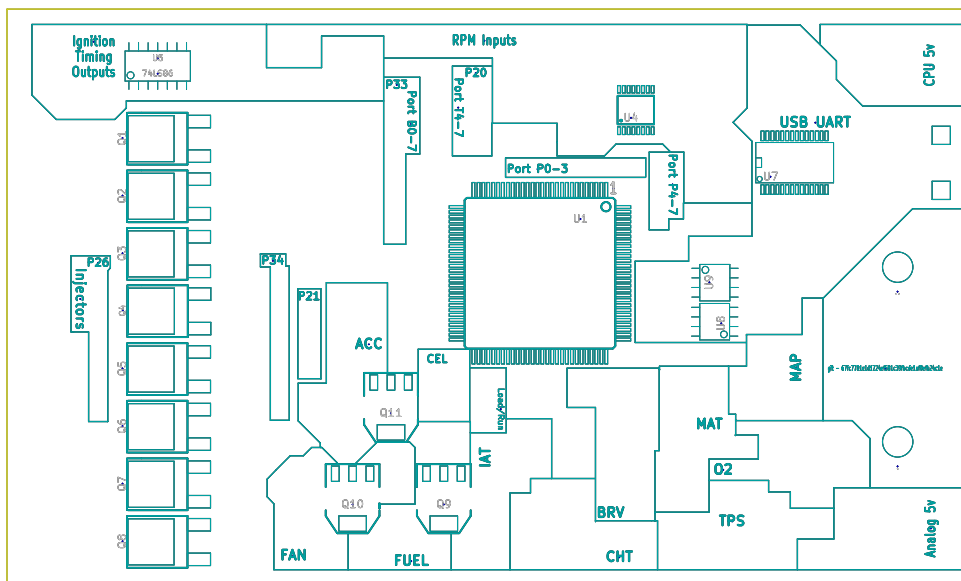 Ignition
Timing
Outputs
U6
RPM Inputs
P33
P20
Port B0-7
Port T4-7
U4
CPU 5v
USB UART
U7
Port P0-3
Port P4-7
1
U1
Q1
Q2
Q3
Q4
Q5
Q6
Q7
Q8
P26
Injectors
P34
P21
ACC
CEL
Load/Run
Q11
IAT
Q10
Q9
FAN
FUEL
BRV
CHT
MAT
O2
TPS
MAP
Analog 5v